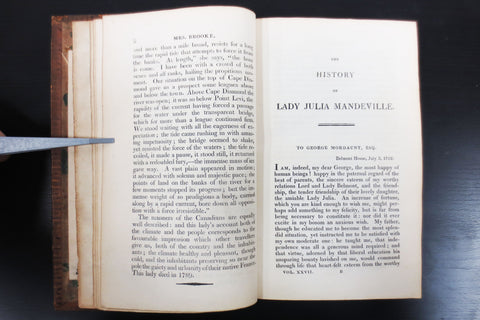 MRS. BROOKE.
and more than a mile broad, resists for a long
time the rapid tide that attempts to force it from
the banks. At length," she says, "the hour
is come. I have been with a crowd of both
sexes and all ranks, hailing the propitious mo-
ment. Our situation on the top of Cape Dia-
mond gave us a prospect some leagues above
and below the town. Above Cape Diamond the
river was open; it was so below Point Levi, the
rapidity of the current having forced a passage
for the water under the transparent bridge,
which for more than a league continued firm.
We stood waiting with all the eagerness of ex-
pectation; the tide came rushing with an
amazing impetuosity; the bridge seemed to shake,
yet resisted the force of the waters; the tide re-
coiled, it made a pause, it stood still, it returned
with redoubled fury,—the immense mass of ice
gave way. A vast plain appeared in motion;
it advanced with solemn and majestic pace; the
points of land on the banks of the river for a
few moments stopped its progress; but the im-
mense weight of so prodigious a body, carried
along by a rapid current, bore down all opposi-
tion with a force irresistible."
The manners of the Canadians are equally
well described: and this lady's account both of
the climate and the people corresponds to the
favourable impression which other travellers
give us, both of the country and the inhabit-
ants; the climate healthy and pleasant, though
cold, and the inhabitants preserving so near the
pole the gaiety and urbanity of their native France.
This lady died in 1789.
THE
HISTORY
OF
LADY JULIA MANDEVILLE.
TO GEORGE MORDAUNT, ESQ.
Belmont House, July 3, 1762.
I AM, indeed, my dear George, the most happy of
human beings! happy in the paternal regard of the
best of parents, the sincere esteem of my worthy
relations Lord and Lady Belmont, and the friend-
ship, the tender friendship of their lovely daughter,
the amiable Lady Julia. An increase of fortune,
which you are kind enough to wish me, might per-
haps add something to my felicity, but is far from
being necessary to constitute it: nor did it ever
excite in my bosom an anxious wish. My father,
though he educated me to become the most splen-
did situation, yet instructed me to be satisfied with
my own moderate one: he taught me, that inde-
pendence was all a generous mind required; and
that virtue, adorned by that liberal education his
unsparing bounty lavished on me, would command
through life that heart-felt esteem from the worthy
VOL. XXVII. B